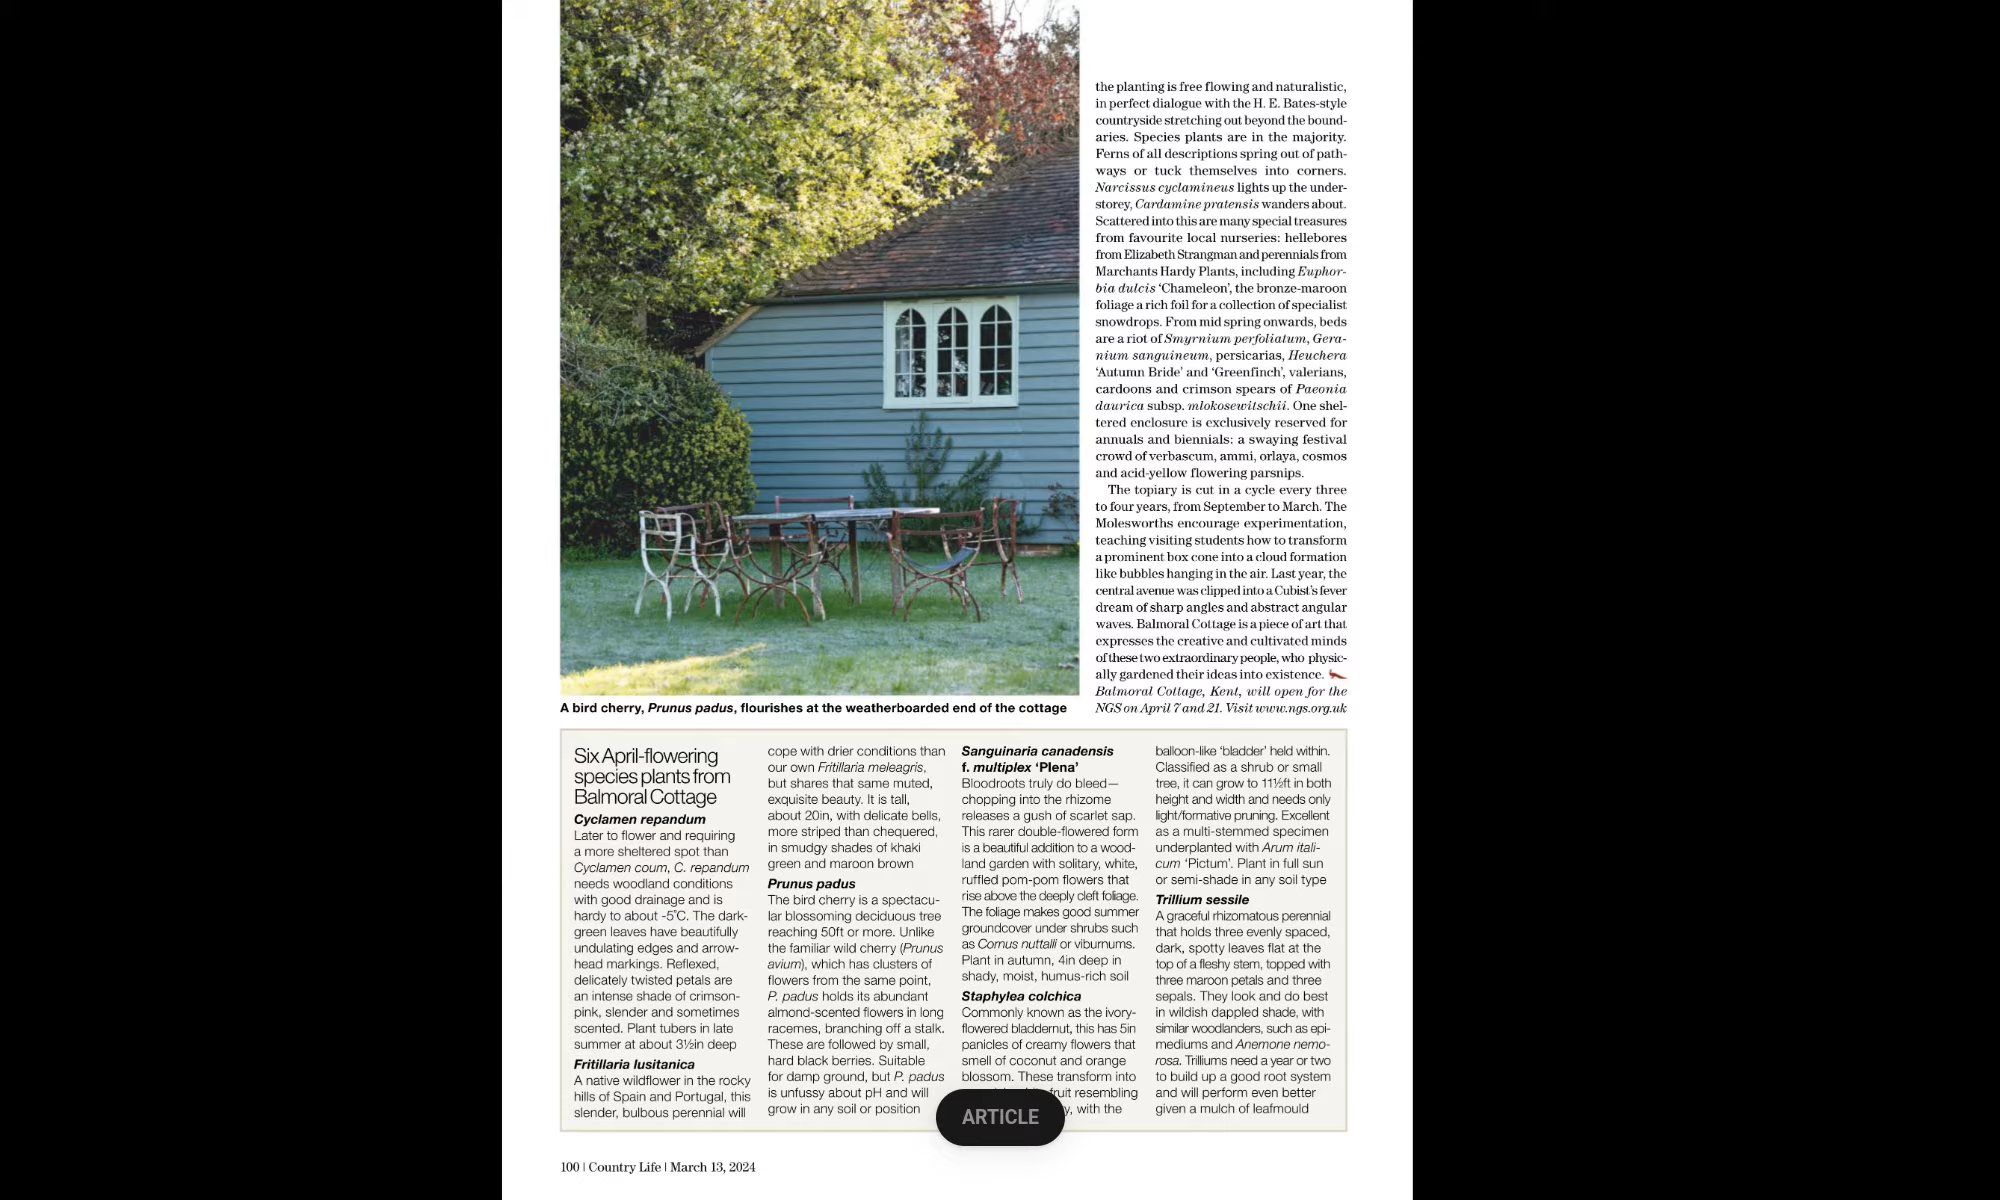 the planting is free flowing and naturalistic,
in perfect dialogue with the H. E. Bates-style
countryside stretching out beyond the bound-
aries. Species plants are in the majority.
Ferns of all descriptions spring out of path-
ways or tuck themselves into corners.
Narcissus cyclamineus lights up the under-
storey, Cardamine pratensis wanders about.
Scattered into this are many special treasures
from favourite local nurseries: hellebores
from Elizabeth Strangman and perennials from
Marchants Hardy Plants, including Euphor-
bia dulcis ‘Chameleon’, the bronze-maroon
foliage a rich foil for a collection of specialist
snowdrops. From mid spring onwards, beds
are a riot of Smyrnium perfoliatum, Gera-
nium sanguineum, persicarias, Heuchera
‘Autumn Bride’ and ‘Greenfinch’, valerians,
cardoons and crimson spears of Paeonia
daurica subsp. mlokosewitschii. One shel-
tered enclosure is exclusively reserved for
annuals and biennials: a swaying festival
crowd of verbascum, ammi, orlaya, cosmos
and acid-yellow flowering parsnips.
The topiary is cut in a cycle every three
to four years, from September to March. The
Molesworths encourage experimentation,
teaching visiting students how to transform
a prominent box cone into a cloud formation
like bubbles hanging in the air. Last year, the
central avenue was clipped into a Cubist’s fever
dream of sharp angles and abstract angular
waves. Balmoral Cottage is a piece of art that
expresses the creative and cultivated minds
of these two extraordinary people, who physic-
ally gardened their ideas into existence.
Balmoral Cottage, Kent, will open for the
NGS on April 7 and 21. Visit www.ngs.org.uk
A bird cherry, Prunus padus, flourishes at the weatherboarded end of the cottage
Six April-flowering
species plants from
Balmoral Cottage
Cyclamen repandum
Later to flower and requiring
a more sheltered spot than
Cyclamen coum, C. repandum
needs woodland conditions
with good drainage and is
hardy to about -5˚C. The dark-
green leaves have beautifully
undulating edges and arrow-
head markings. Reflexed,
delicately twisted petals are
an intense shade of crimson-
pink, slender and sometimes
scented. Plant tubers in late
summer at about 3½in deep
Fritillaria lusitanica
A native wildflower in the rocky
hills of Spain and Portugal, this
slender, bulbous perennial will
cope with drier conditions than
our own Fritillaria meleagris,
but shares that same muted,
exquisite beauty. It is tall,
about 20in, with delicate bells,
more striped than chequered,
in smudgy shades of khaki
green and maroon brown
Prunus padus
The bird cherry is a spectacu-
lar blossoming deciduous tree
reaching 50ft or more. Unlike
the familiar wild cherry (Prunus
avium), which has clusters of
flowers from the same point,
P. padus holds its abundant
almond-scented flowers in long
racemes, branching off a stalk.
These are followed by small,
hard black berries. Suitable
for damp ground, but P. padus
is unfussy about pH and will
grow in any soil or position
Sanguinaria canadensis
f. multiplex ‘Plena’
Bloodroots truly do bleed—
chopping into the rhizome
releases a gush of scarlet sap.
This rarer double-flowered form
is a beautiful addition to a wood-
land garden with solitary, white,
ruffled pom-pom flowers that
rise above the deeply cleft foliage.
The foliage makes good summer
groundcover under shrubs such
as Cornus nuttalli or viburnums.
Plant in autumn, 4in deep in
shady, moist, humus-rich soil
Staphylea colchica
Commonly known as the ivory-
flowered bladdernut, this has 5in
panicles of creamy flowers that
smell of coconut and orange
blossom. These transform into
fruit resembling
with the
balloon-like ‘bladder’ held within.
Classified as a shrub or small
tree, it can grow to 11½ft in both
height and width and needs only
light/formative pruning. Excellent
as a multi-stemmed specimen
underplanted with Arum itali-
cum ‘Pictum’. Plant in full sun
or semi-shade in any soil type
Trillium sessile
A graceful rhizomatous perennial
that holds three evenly spaced,
dark, spotty leaves flat at the
top of a fleshy stem, topped with
three maroon petals and three
sepals. They look and do best
in wildish dappled shade, with
similar woodlanders, such as epi-
mediums and Anemone nemo-
rosa. Trilliums need a year or two
to build up a good root system
and will perform even better
given a mulch of leafmould
ARTICLE
100 | Country Life | March 13, 2024